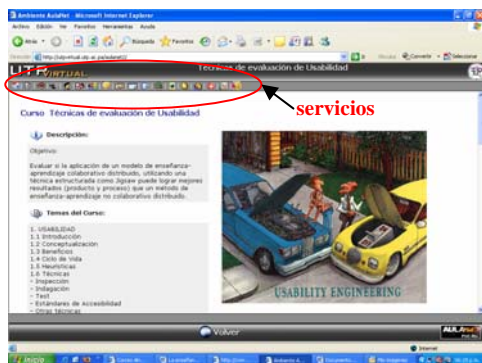 Ambiente AulaNet - Microsoft Internet Explorer
Archivo Edición Ver Favoritos Herramientas Ayuda
Atrás Búsqueda Favoritos
UTP VIRTUAL
Técnicas de evaluación de Usabilidad
servicios
Curso Técnicas de evaluación de Usabilidad
Descripción:
Objetivo:
Evaluar si la aplicación de un modelo de enseñanza-
aprendizaje colaborativo distribuido, utilizando una
técnica estructurada como Jigsaw puede lograr mejores
resultados (producto y proceso) que un método de
enseñanza-aprendizaje no colaborativo distribuido.
Temas del Curso:
1. USABILIDAD
1.1 Introducción
1.2 Conceptualización
1.3 Beneficios
1.4 Ciclo de Vida
1.5 Heurísticas
1.6 Técnicas
- Inspección
- Indagación
- Test
- Estándares de Accesibilidad
- Otras técnicas
USABILITY ENGINEERING
Volver
Internet
Inicio